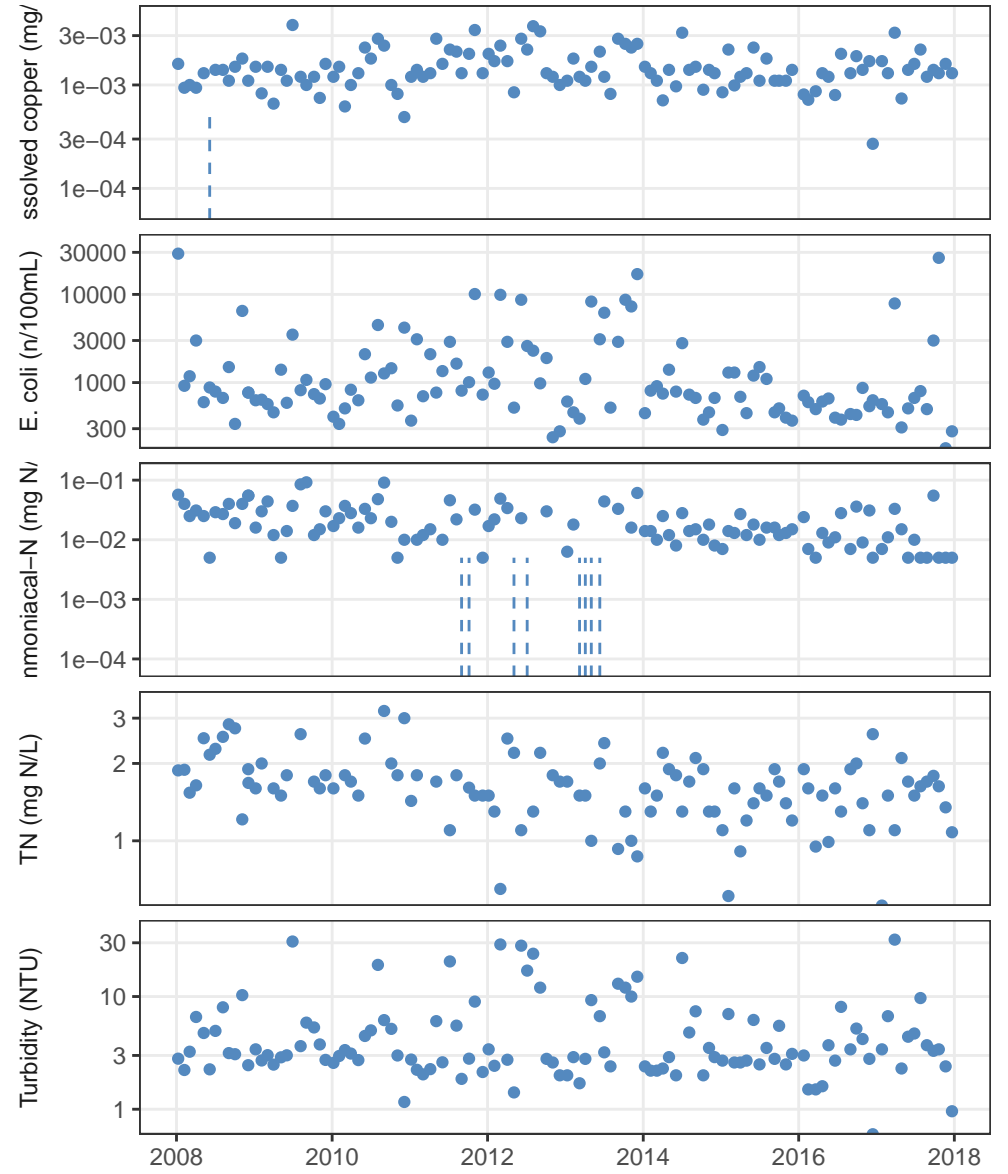 ssolved copper (mg/
3e−03
1e−03
3e−04
1e−04
E. coli (n/100mL)
30000
10000
3000
1000
300
nmoniacal−N (mg N/
1e−01
1e−02
1e−03
1e−04
TN (mg N/L)
3
2
1
Turbidity (NTU)
30
10
3
1
2008 2010 2012 2014 2016 2018